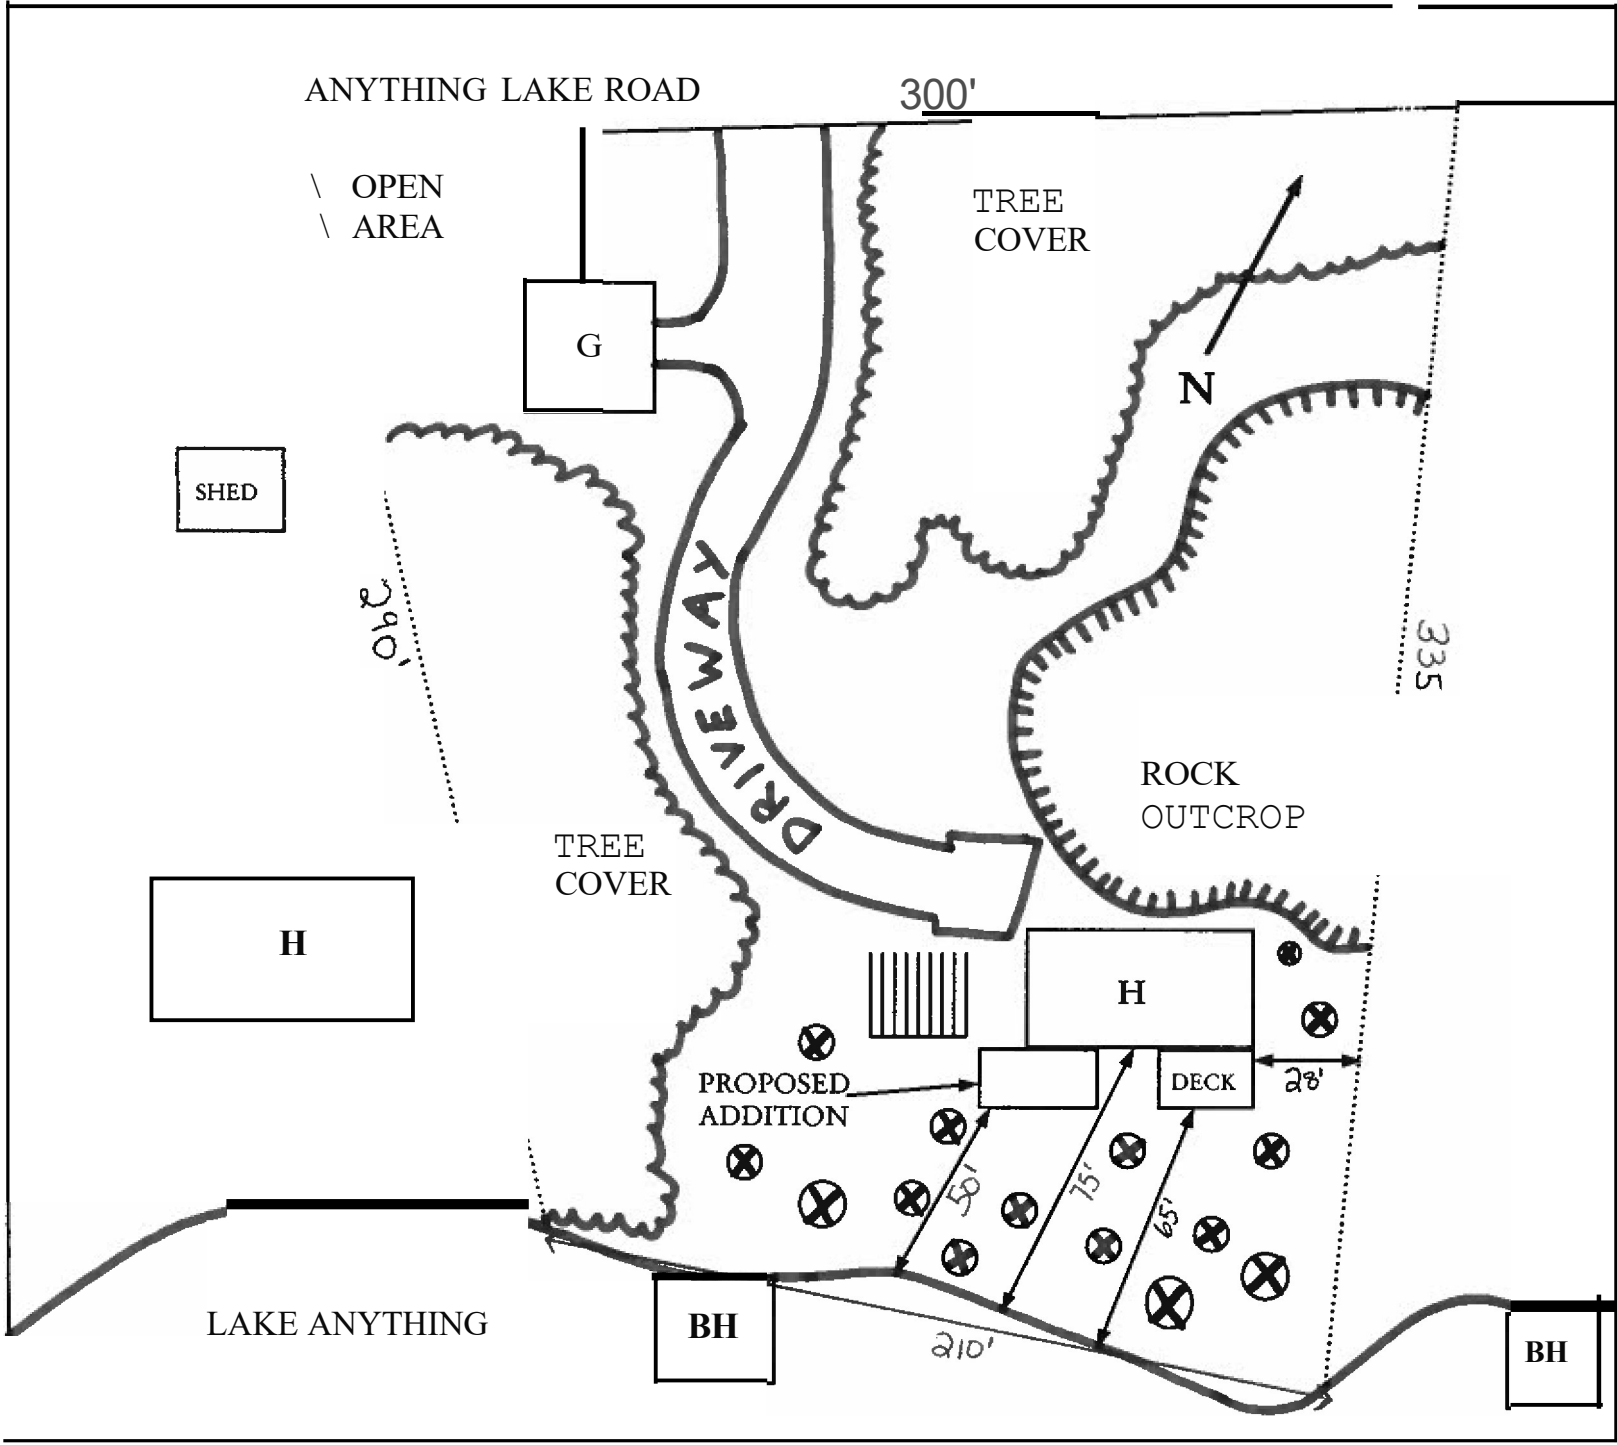 ANYTHING LAKE ROAD
300'
\ OPEN
\ AREA
TREE
COVER
N
G
SHED
290'
DRIVEWAY
335
ROCK
OUTCROP
TREE
COVER
H
H
PROPOSED
ADDITION
DECK
28'
50'
75'
65'
LAKE ANYTHING
BH
210'
BH